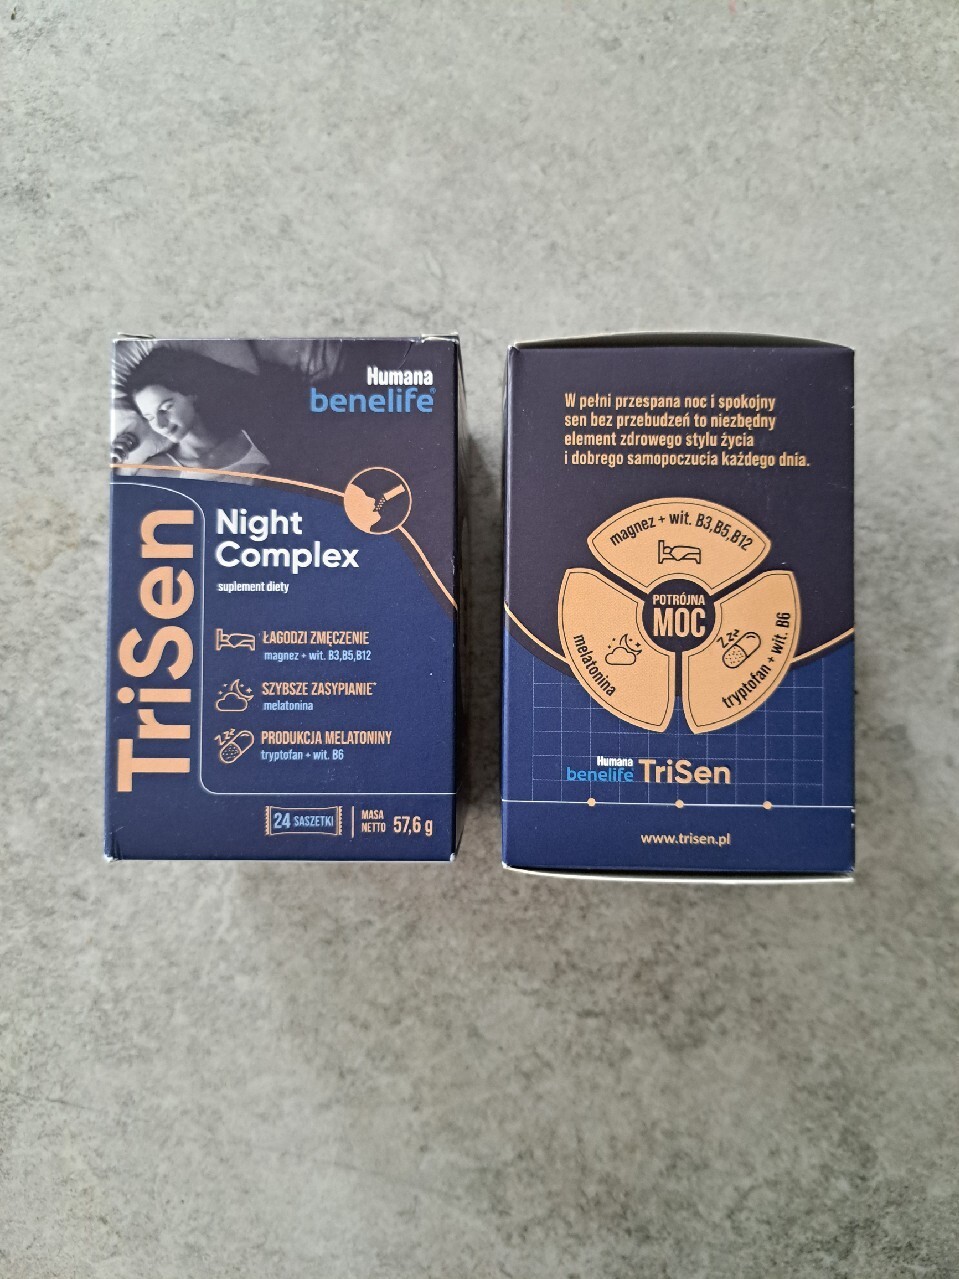 Humana
benelife®
TriSen
Night
Complex
suplement diety
ŁAGODZI ZMĘCZENIE
magnez + wit. B3,B5,B12
SZYBSZE ZASYPIANIE*
melatonina
PRODUKCJA MELATONINY
tryptofan + wit. B6
24 SASZETKI
MASA
NETTO 57,6 g
W pełni przespana noc i spokojny
sen bez przebudzeń to niezbędny
element zdrowego stylu życia
i dobrego samopoczucia każdego dnia.
magnez + wit. B3,B5,B12
POTRÓJNA
MOC
melatonina
ZZZ
tryptofan + wit. B6
Humana
benelife® TriSen
www.trisen.pl